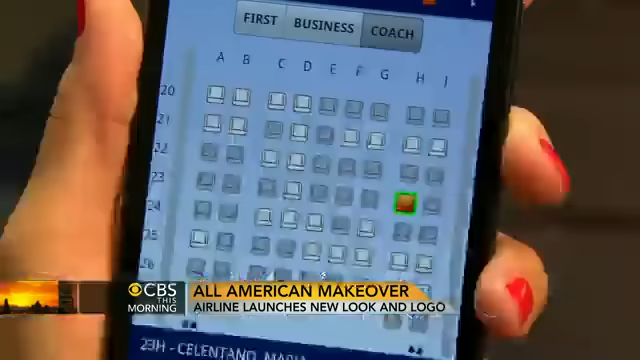 FIRST BUSINESS COACH
A B C D E F G H J
20
21
22
23
24
25
26
CBS THIS MORNING
ALL AMERICAN MAKEOVER
AIRLINE LAUNCHES NEW LOOK AND LOGO
23H - CELENTANO, MARIA